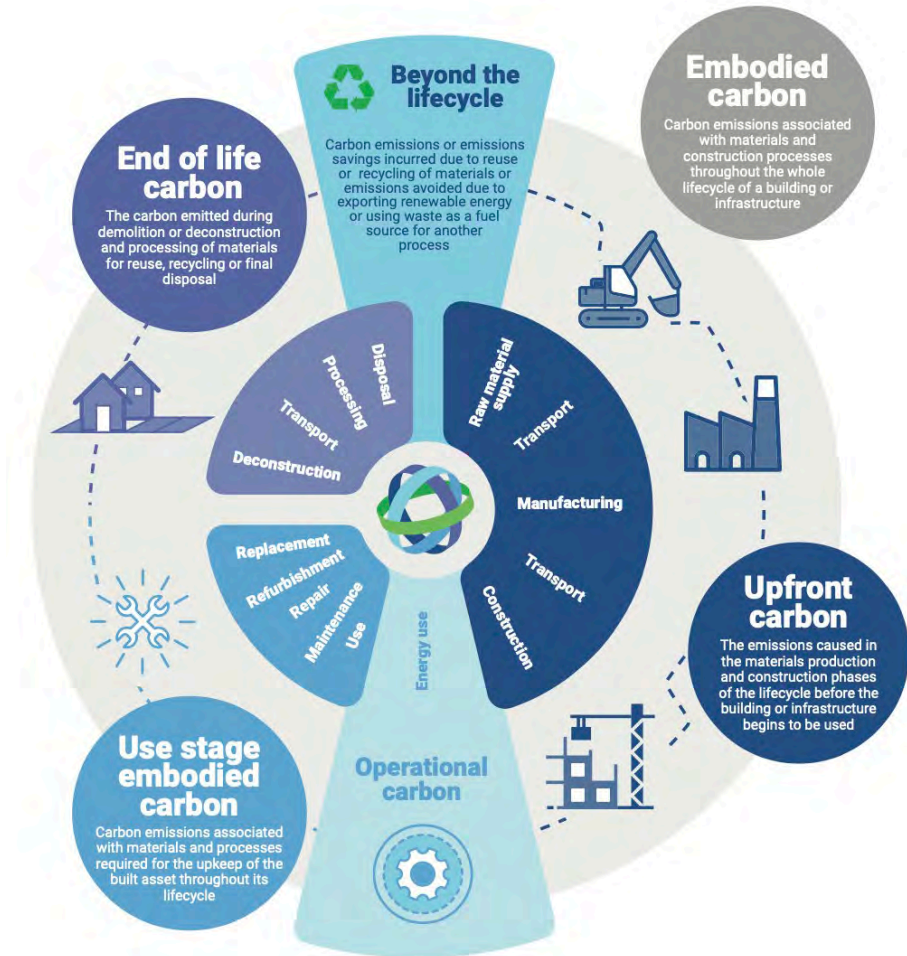 Beyond the
lifecycle
Carbon emissions or emissions
savings incurred due to reuse
or recycling of materials or
emissions avoided due to
exporting renewable energy
or using waste as a fuel
source for another
process
Embodied
carbon
Carbon emissions associated
with materials and
construction processes
throughout the whole
lifecycle of a building or
infrastructure
End of life
carbon
The carbon emitted during
demolition or deconstruction
and processing of materials
for reuse, recycling or final
disposal
Disposal
Processing
Transport
Deconstruction
Raw material
supply
Transport
Manufacturing
Transport
Construction
Replacement
Refurbishment
Repair
Maintenance
Use
Energy use
Upfront
carbon
The emissions caused in
the materials production
and construction phases
of the lifecycle before the
building or infrastructure
begins to be used
Use stage
embodied
carbon
Carbon emissions associated
with materials and processes
required for the upkeep of the
built asset throughout its
lifecycle
Operational
carbon